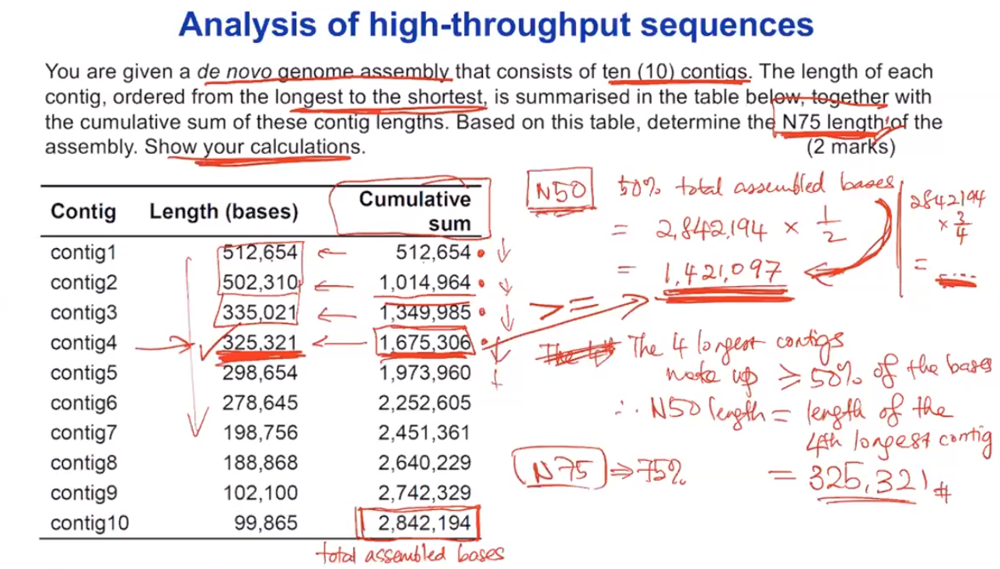 Analysis of high-throughput sequences
You are given a de novo genome assembly that consists of ten (10) contigs. The length of each
contig, ordered from the longest to the shortest, is summarised in the table below, together with
the cumulative sum of these contig lengths. Based on this table, determine the N75 length of the
assembly. Show your calculations. (2 marks)
Contig Length (bases) Cumulative sum
contig1 512,654 512,654
contig2 502,310 1,014,964
contig3 335,021 1,349,985
contig4 325,321 1,675,306
contig5 298,654 1,973,960
contig6 278,645 2,252,605
contig7 198,756 2,451,361
contig8 188,868 2,640,229
contig9 102,100 2,742,329
contig10 99,865 2,842,194
total assembled bases
N50 50% total assembled bases
= 2,842,194 × 1/2
= 1,421,097
2842194
× 3/4
= ....
>=
The 4 longest contigs
make up ≥ 50% of the bases
∴ N50 length = length of the
4th longest contig
= 325,321 #
N75 ⇒ 75%